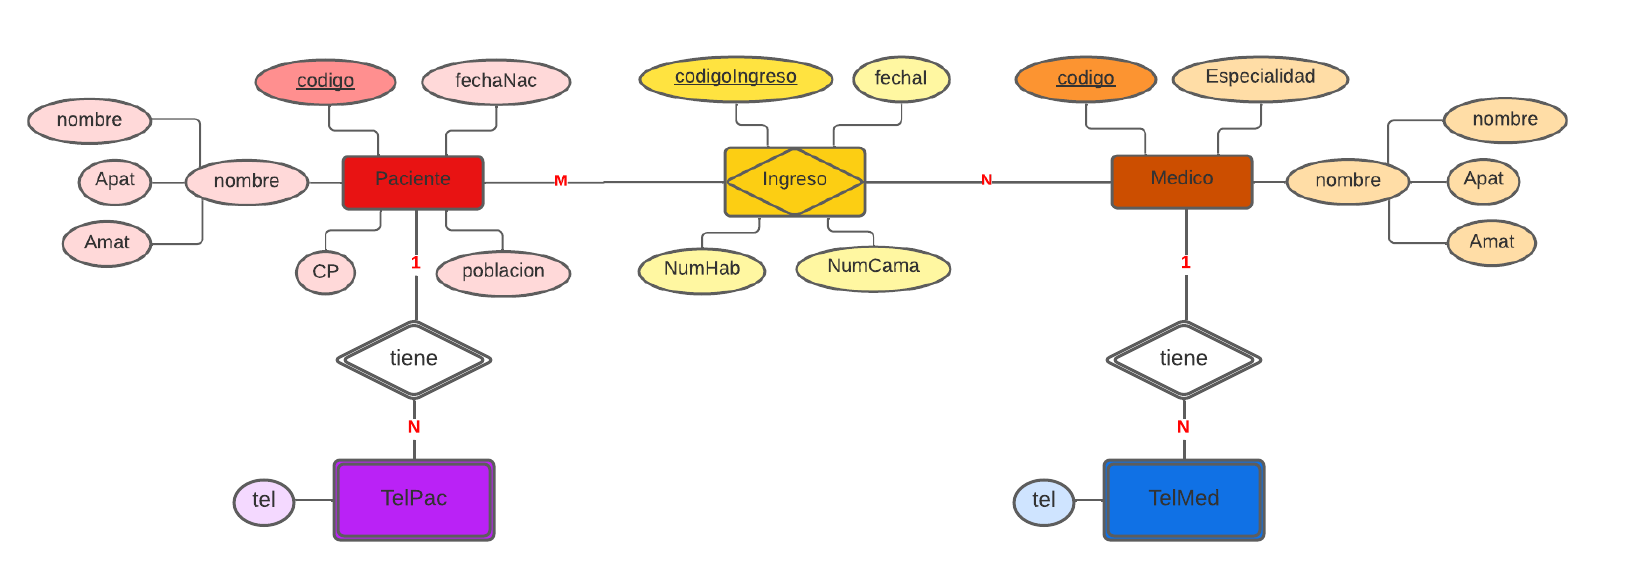 codigo
fechaNac
codigoIngreso
fechaI
codigo
Especialidad
nombre
nombre
Apat
nombre
Paciente
M
Ingreso
N
Medico
nombre
Apat
Amat
Amat
CP
1
poblacion
NumHab
NumCama
1
tiene
tiene
N
N
tel
TelPac
tel
TelMed